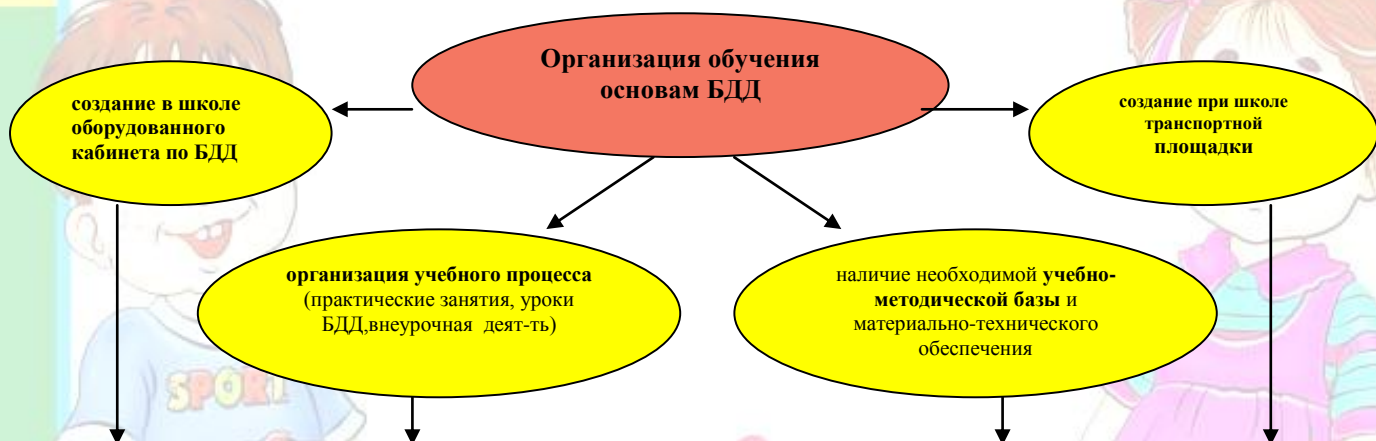 Организация обучения
основам БДД
создание в школе
оборудованного
кабинета по БДД
создание при школе
транспортной
площадки
организация учебного процесса
(практические занятия, уроки
БДД,внеурочная деят-ть)
наличие необходимой учебно-
методической базы и
материально-технического
обеспечения
SPORT